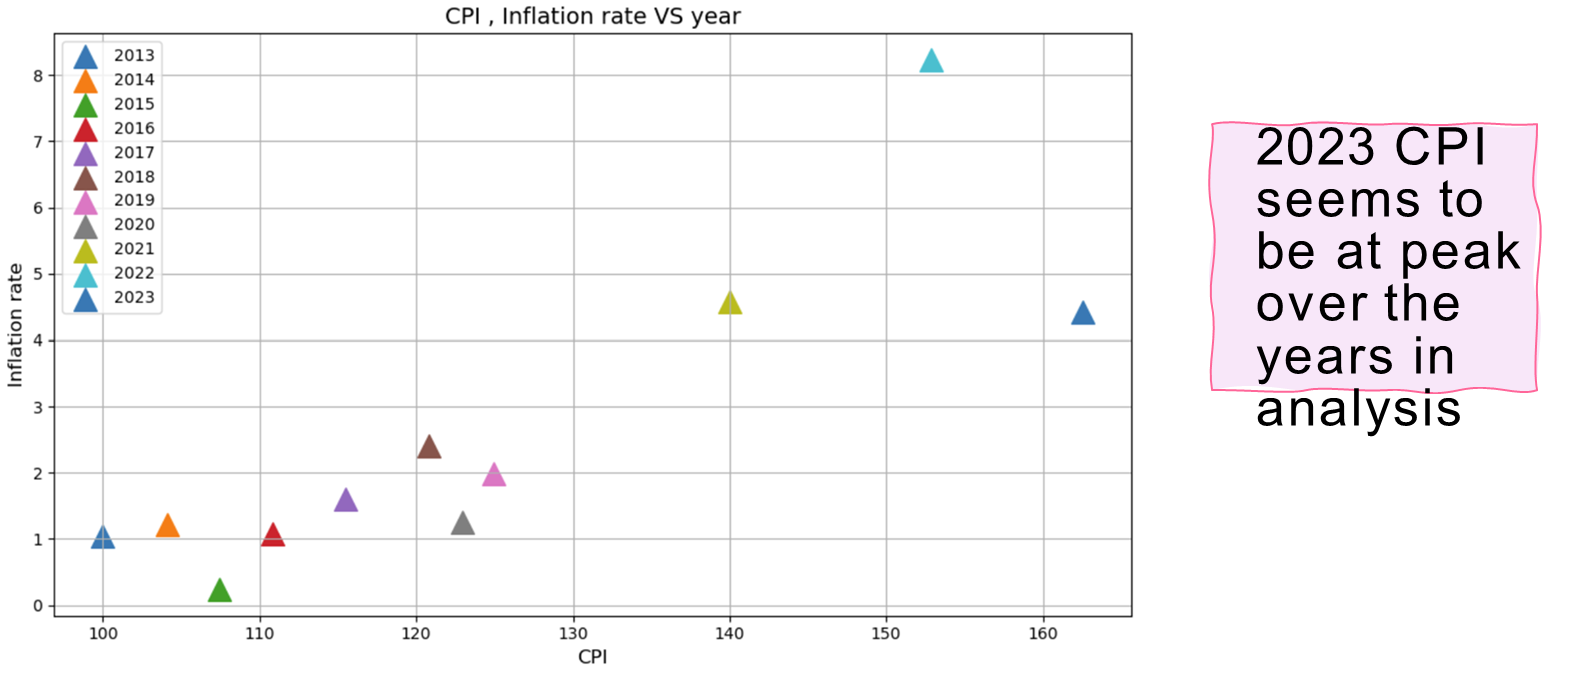 CPI , Inflation rate VS year
2013
2014
2015
2016
2017
2018
2019
2020
2021
2022
2023
8
7
6
5
4
3
2
1
0
Inflation rate
100 110 120 130 140 150 160
CPI
2023 CPI
seems to
be at peak
over the
years in
analysis